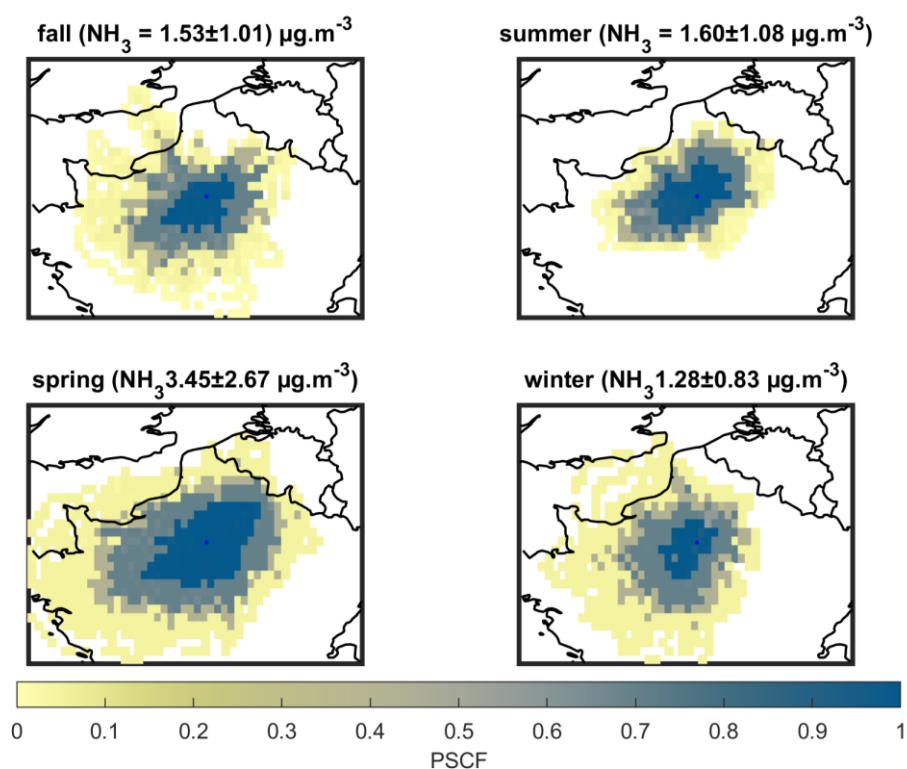 fall (NH3 = 1.53±1.01) µg.m-3
summer (NH3 = 1.60±1.08 µg.m-3)
spring (NH33.45±2.67 µg.m-3)
winter (NH31.28±0.83 µg.m-3)
0 0.1 0.2 0.3 0.4 0.5 0.6 0.7 0.8 0.9 1
PSCF